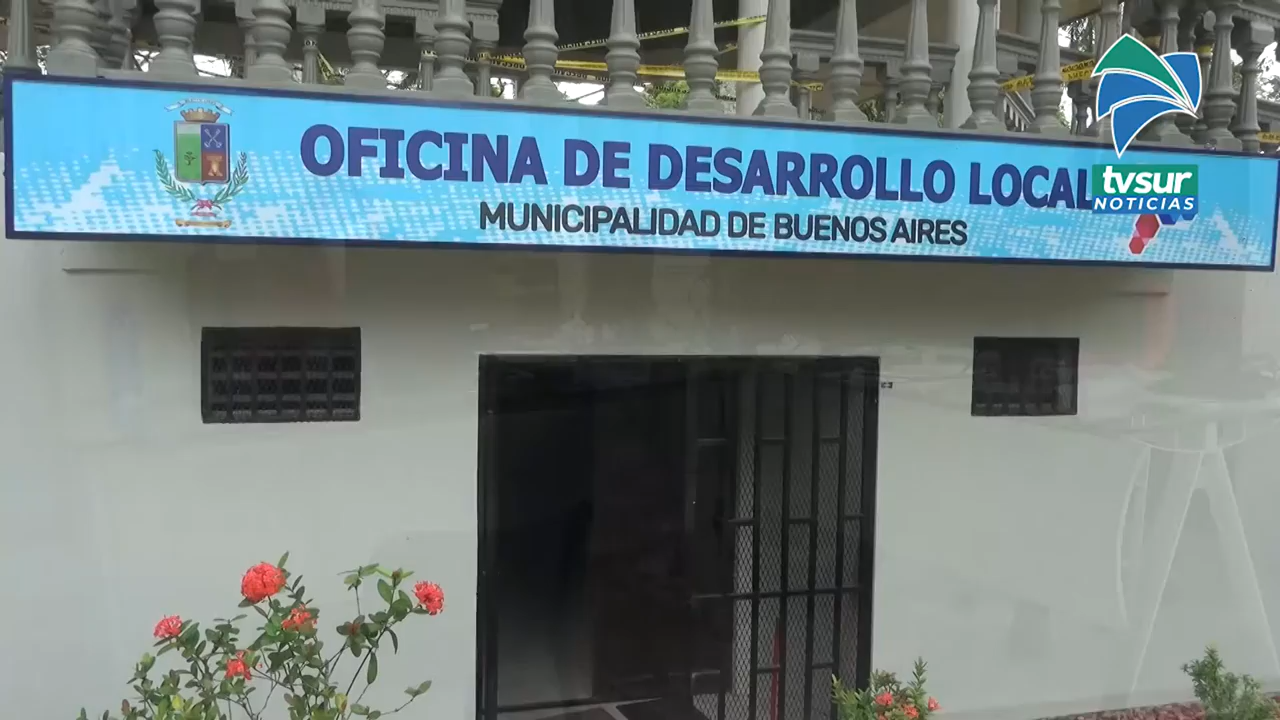 OFICINA DE DESARROLLO LOCAL
MUNICIPALIDAD DE BUENOS AIRES
tvsur
NOTICIAS